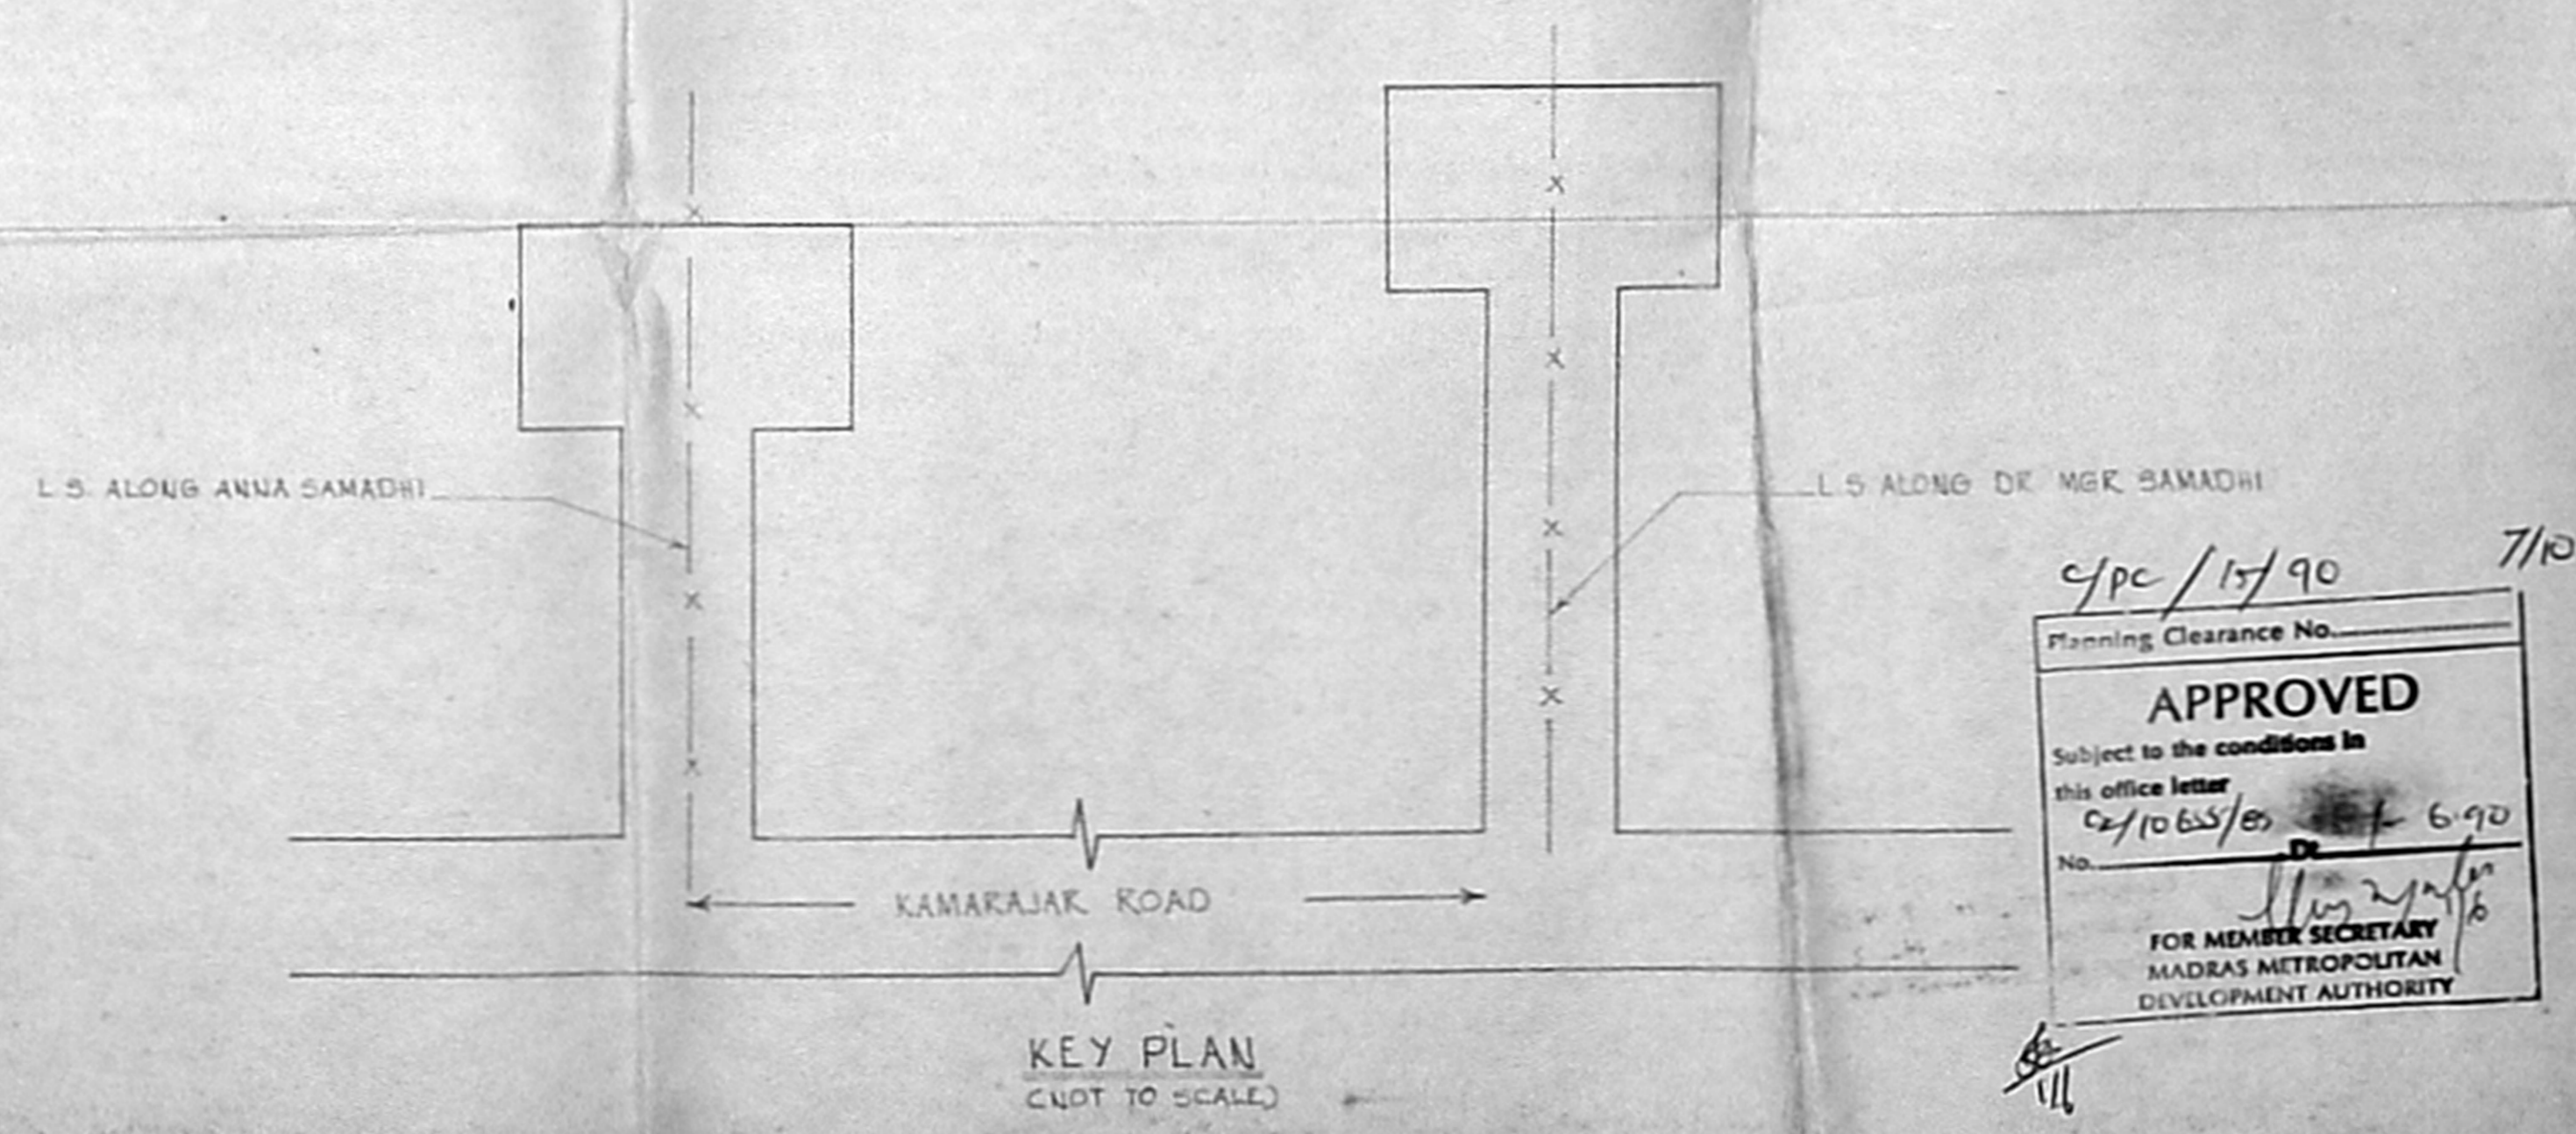 L.S. ALONG ANNA SAMADHI
L.S ALONG DR MGR SAMADHI
KAMARAJAR ROAD
KEY PLAN
(NOT TO SCALE)
C/PC/15/90
7/10
Planning Clearance No.
APPROVED
Subject to the conditions in
this office letter
6.90
No. Dt
FOR MEMBER SECRETARY
MADRAS METROPOLITAN
DEVELOPMENT AUTHORITY
1/6